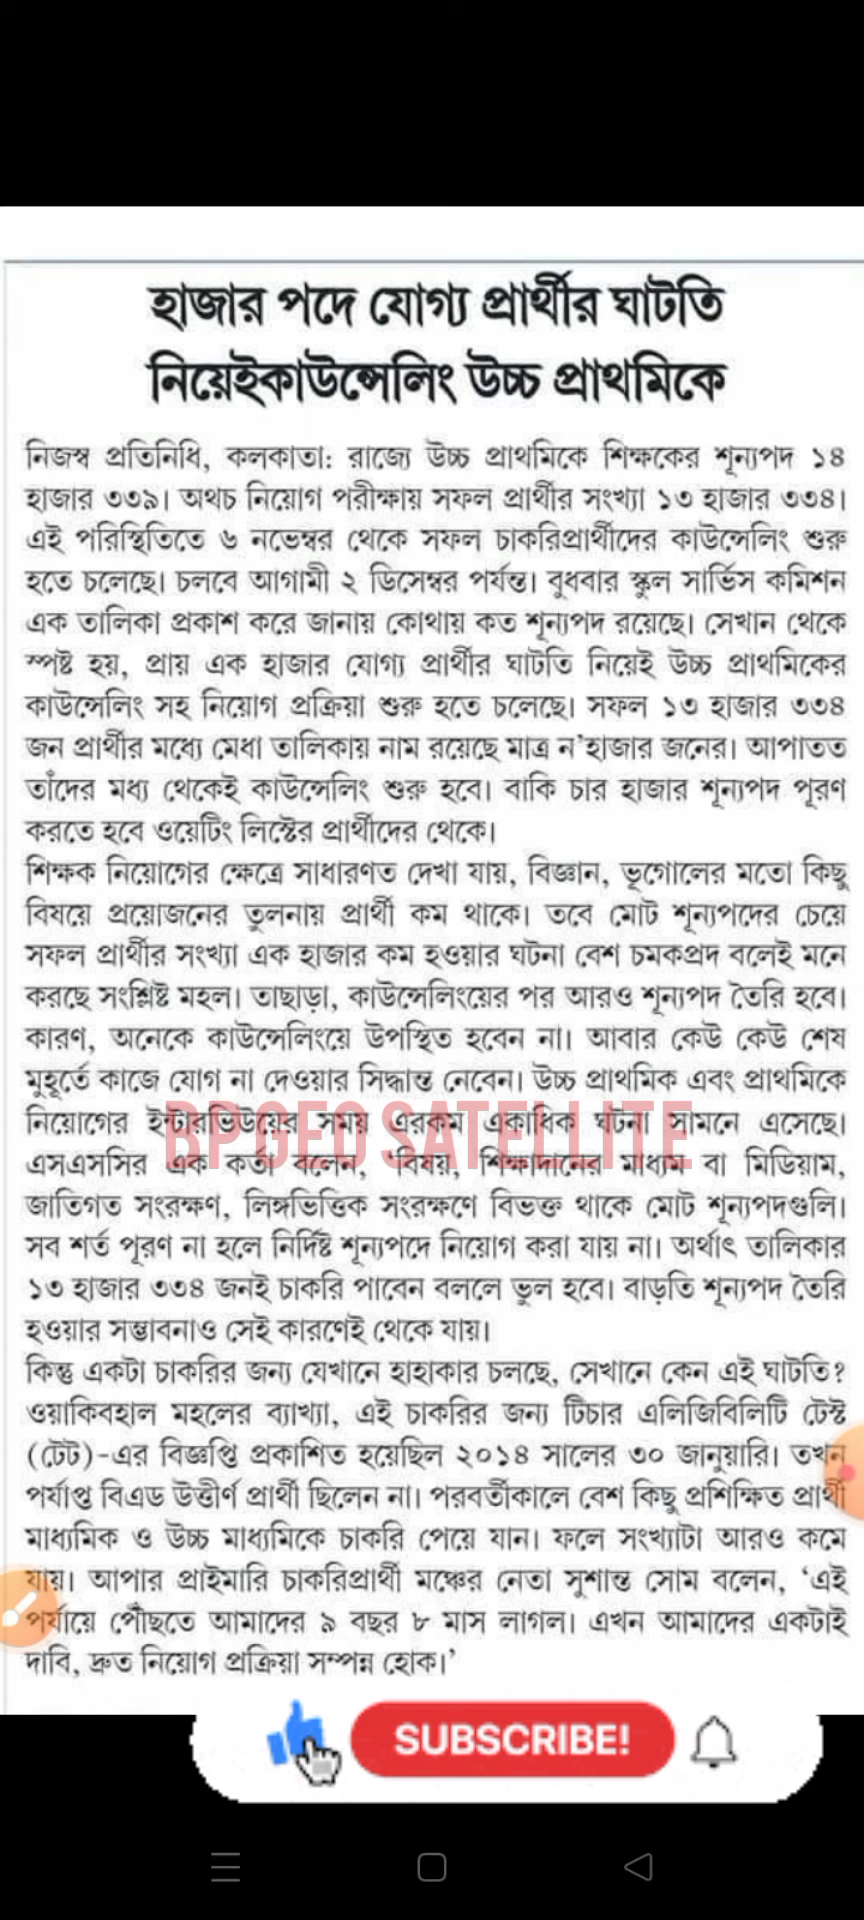 হাজার পদে যোগ্য প্রার্থীর ঘাটতি
নিয়েইকাউন্সেলিং উচ্চ প্রাথমিকে
নিজস্ব প্রতিনিধি, কলকাতা: রাজ্যে উচ্চ প্রাথমিকে শিক্ষকের শূন্যপদ ১৪
হাজার ৩৩৯। অথচ নিয়োগ পরীক্ষায় সফল প্রার্থীর সংখ্যা ১৩ হাজার ৩৩৪।
এই পরিস্থিতিতে ৬ নভেম্বর থেকে সফল চাকরিপ্রার্থীদের কাউন্সেলিং শুরু
হতে চলেছে। চলবে আগামী ২ ডিসেম্বর পর্যন্ত। বুধবার স্কুল সার্ভিস কমিশন
এক তালিকা প্রকাশ করে জানায় কোথায় কত শূন্যপদ রয়েছে। সেখান থেকে
স্পষ্ট হয়, প্রায় এক হাজার যোগ্য প্রার্থীর ঘাটতি নিয়েই উচ্চ প্রাথমিকের
কাউন্সেলিং সহ নিয়োগ প্রক্রিয়া শুরু হতে চলেছে। সফল ১৩ হাজার ৩৩৪
জন প্রার্থীর মধ্যে মেধা তালিকায় নাম রয়েছে মাত্র ন'হাজার জনের। আপাতত
তাঁদের মধ্য থেকেই কাউন্সেলিং শুরু হবে। বাকি চার হাজার শূন্যপদ পূরণ
করতে হবে ওয়েটিং লিস্টের প্রার্থীদের থেকে।
শিক্ষক নিয়োগের ক্ষেত্রে সাধারণত দেখা যায়, বিজ্ঞান, ভূগোলের মতো কিছু
বিষয়ে প্রয়োজনের তুলনায় প্রার্থী কম থাকে। তবে মোট শূন্যপদের চেয়ে
সফল প্রার্থীর সংখ্যা এক হাজার কম হওয়ার ঘটনা বেশ চমকপ্রদ বলেই মনে
করছে সংশ্লিষ্ট মহল। তাছাড়া, কাউন্সেলিংয়ের পর আরও শূন্যপদ তৈরি হবে।
কারণ, অনেকে কাউন্সেলিংয়ে উপস্থিত হবেন না। আবার কেউ কেউ শেষ
মুহূর্তে কাজে যোগ না দেওয়ার সিদ্ধান্ত নেবেন। উচ্চ প্রাথমিক এবং প্রাথমিকে
নিয়োগের ইন্টারভিউয়ের সময় এরকম একাধিক ঘটনা সামনে এসেছে।
BPGEO SATELLITE
এসএসসির এক কর্তা বলেন, বিষয়, শিক্ষাদানের মাধ্যম বা মিডিয়াম,
জাতিগত সংরক্ষণ, লিঙ্গভিত্তিক সংরক্ষণে বিভক্ত থাকে মোট শূন্যপদগুলি।
সব শর্ত পূরণ না হলে নির্দিষ্ট শূন্যপদে নিয়োগ করা যায় না। অর্থাৎ তালিকার
১৩ হাজার ৩৩৪ জনই চাকরি পাবেন বললে ভুল হবে। বাড়তি শূন্যপদ তৈরি
হওয়ার সম্ভাবনাও সেই কারণেই থেকে যায়।
কিন্তু একটা চাকরির জন্য যেখানে হাহাকার চলছে, সেখানে কেন এই ঘাটতি?
ওয়াকিবহাল মহলের ব্যাখ্যা, এই চাকরির জন্য টিচার এলিজিবিলিটি টেস্ট
(টেট)-এর বিজ্ঞপ্তি প্রকাশিত হয়েছিল ২০১৪ সালের ৩০ জানুয়ারি। তখন
পর্যাপ্ত বিএড উত্তীর্ণ প্রার্থী ছিলেন না। পরবর্তীকালে বেশ কিছু প্রশিক্ষিত প্রার্থী
মাধ্যমিক ও উচ্চ মাধ্যমিকে চাকরি পেয়ে যান। ফলে সংখ্যাটা আরও কমে
যায়। আপার প্রাইমারি চাকরিপ্রার্থী মঞ্চের নেতা সুশান্ত সোম বলেন, 'এই
পর্যায়ে পৌঁছতে আমাদের ৯ বছর ৮ মাস লাগল। এখন আমাদের একটাই
দাবি, দ্রুত নিয়োগ প্রক্রিয়া সম্পন্ন হোক।'
SUBSCRIBE!